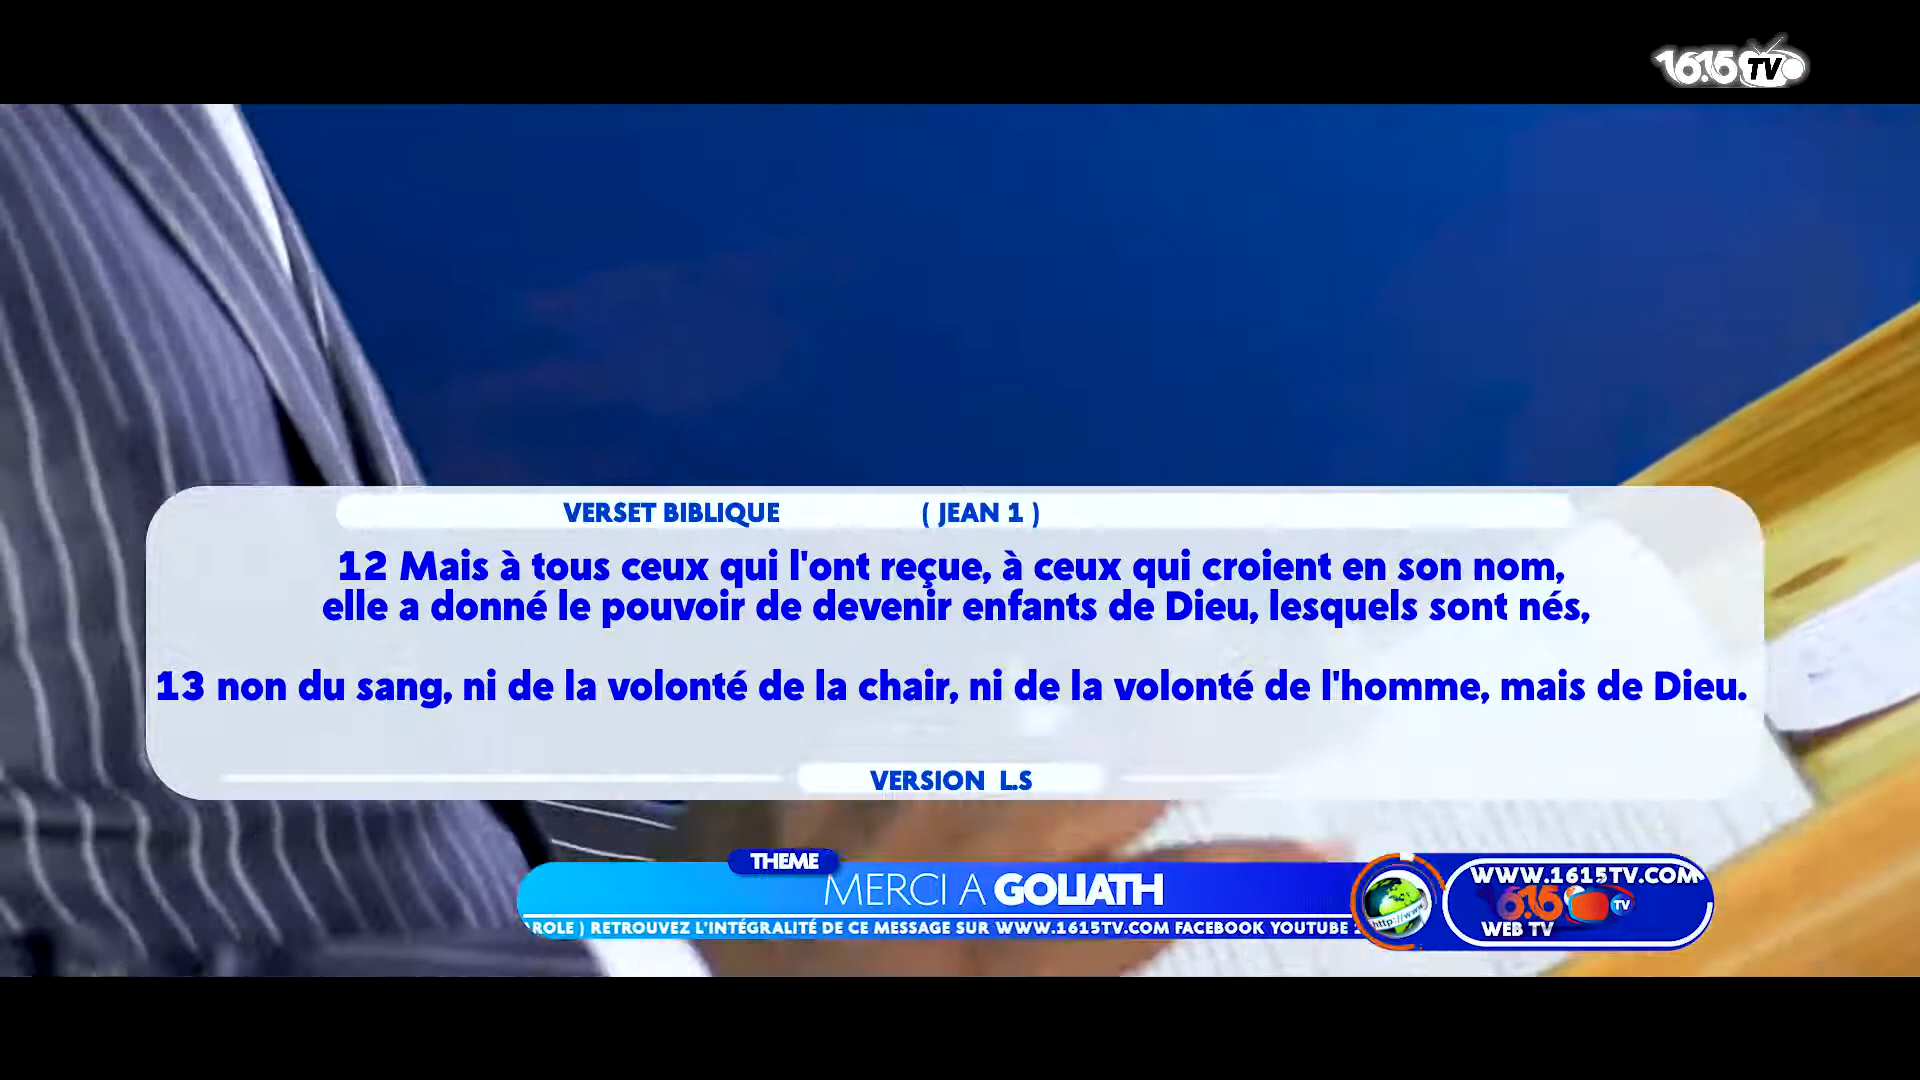 16.15 TV
VERSET BIBLIQUE ( JEAN 1 )
12 Mais à tous ceux qui l'ont reçue, à ceux qui croient en son nom,
elle a donné le pouvoir de devenir enfants de Dieu, lesquels sont nés,
13 non du sang, ni de la volonté de la chair, ni de la volonté de l'homme, mais de Dieu.
VERSION L.S
THEME
MERCI A GOLIATH
ROLE ) RETROUVEZ L'INTÉGRALITÉ DE CE MESSAGE SUR WWW.1615TV.COM FACEBOOK YOUTUBE
http://www
WWW.1615TV.COM
16.15 TV
WEB TV